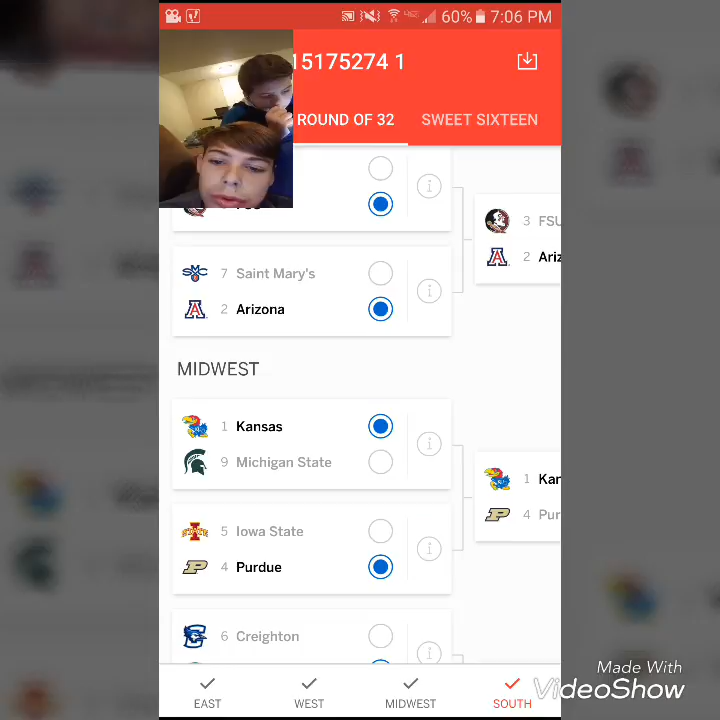 60% 7:06 PM
15175274 1
ROUND OF 32 SWEET SIXTEEN
3 FSU
7 Saint Mary's
2 Ariz
2 Arizona
MIDWEST
1 Kansas
9 Michigan State
1 Kan
4 Pur
5 Iowa State
4 Purdue
6 Creighton
EAST WEST MIDWEST SOUTH
Made With
VideoShow